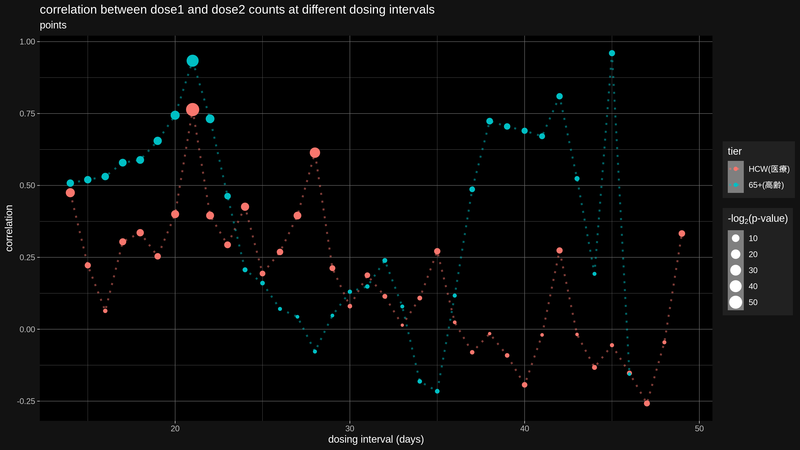 correlation between dose1 and dose2 counts at different dosing intervals
points
1.00
0.75
0.50
0.25
0.00
-0.25
correlation
20
30
40
50
dosing interval (days)
tier
HCW(医療)
65+(高齢)
-log2(p-value)
10
20
30
40
50